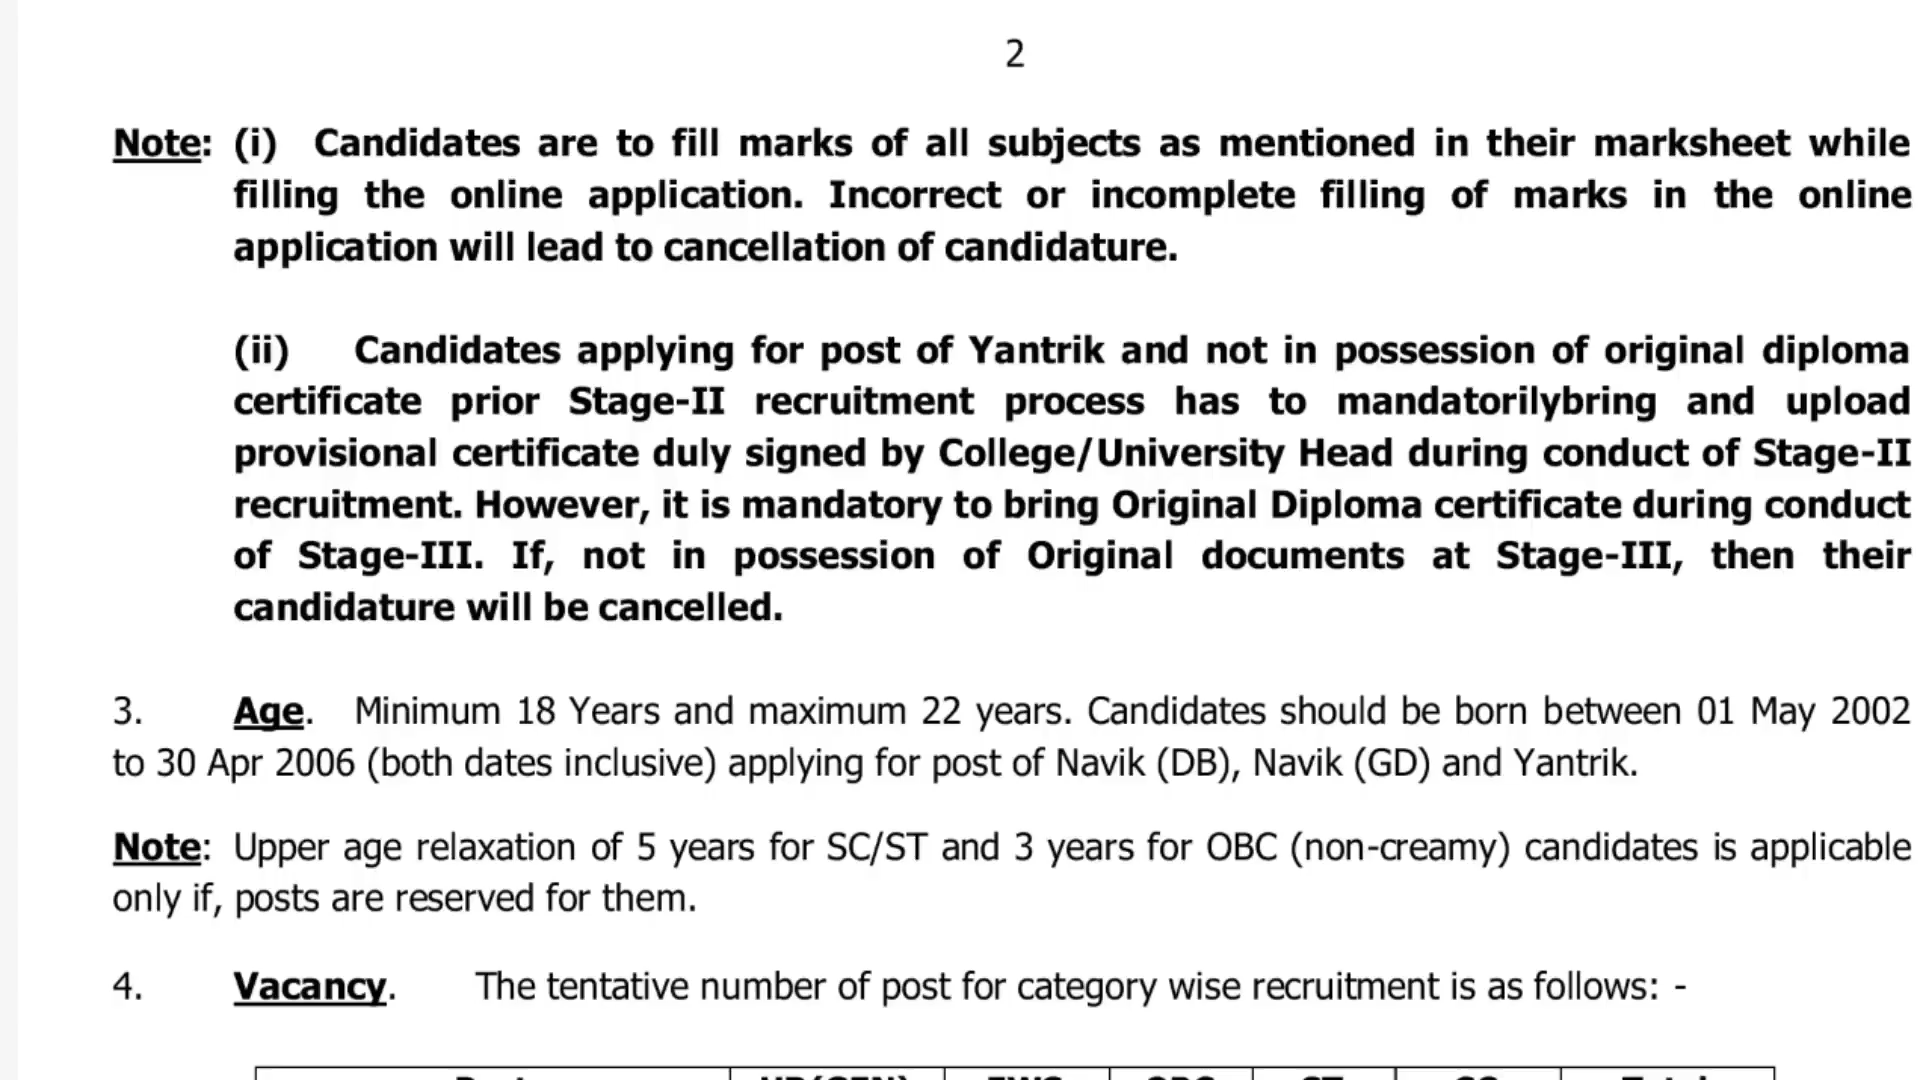 2
Note: (i) Candidates are to fill marks of all subjects as mentioned in their marksheet while
filling the online application. Incorrect or incomplete filling of marks in the online
application will lead to cancellation of candidature.
(ii) Candidates applying for post of Yantrik and not in possession of original diploma
certificate prior Stage-II recruitment process has to mandatorilybring and upload
provisional certificate duly signed by College/University Head during conduct of Stage-II
recruitment. However, it is mandatory to bring Original Diploma certificate during conduct
of Stage-III. If, not in possession of Original documents at Stage-III, then their
candidature will be cancelled.
3. Age. Minimum 18 Years and maximum 22 years. Candidates should be born between 01 May 2002
to 30 Apr 2006 (both dates inclusive) applying for post of Navik (DB), Navik (GD) and Yantrik.
Note: Upper age relaxation of 5 years for SC/ST and 3 years for OBC (non-creamy) candidates is applicable
only if, posts are reserved for them.
4. Vacancy. The tentative number of post for category wise recruitment is as follows: -